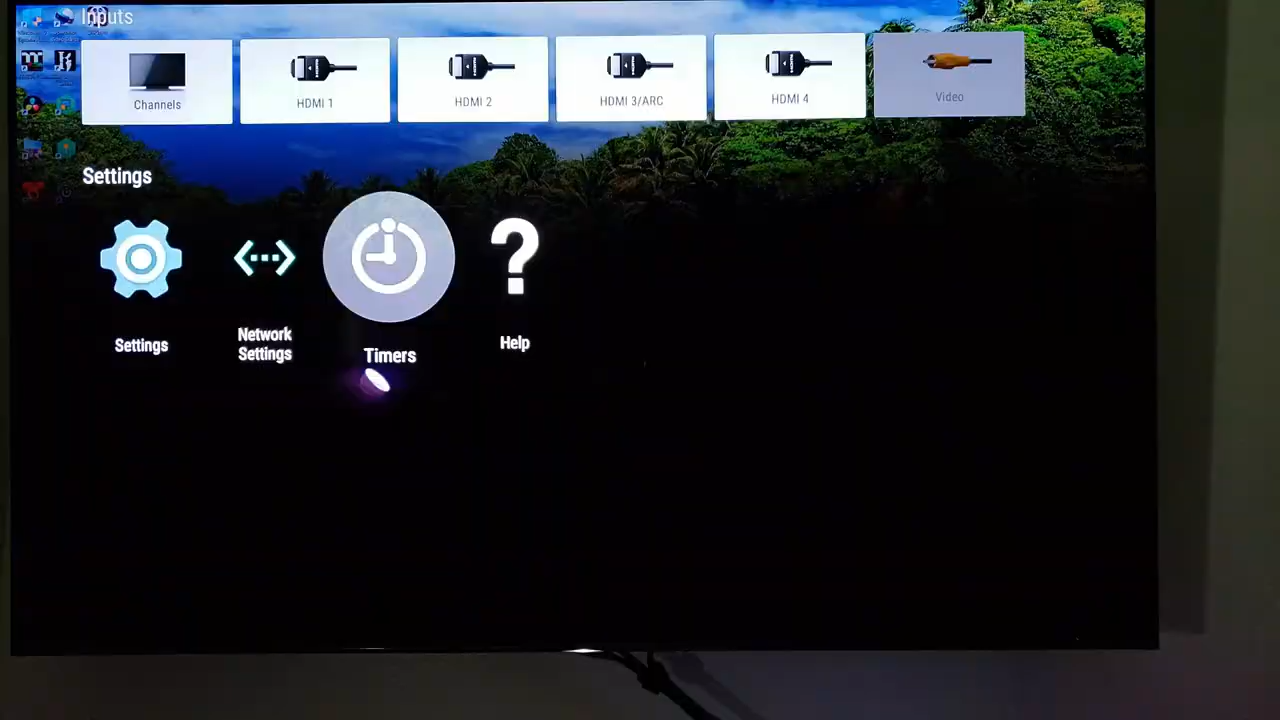 Inputs
Channels
HDMI 1
HDMI 2
HDMI 3/ARC
HDMI 4
Video
Settings
Settings
Network
Settings
Timers
Help